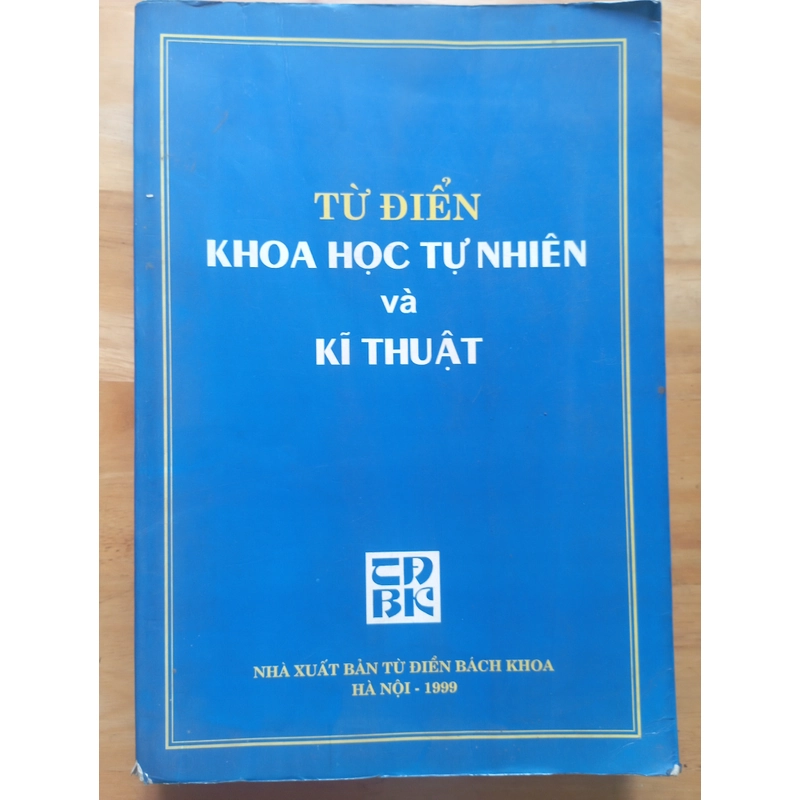 TỪ ĐIỂN
KHOA HỌC TỰ NHIÊN
và
KĨ THUẬT
TĐ
BK
NHÀ XUẤT BẢN TỪ ĐIỂN BÁCH KHOA
HÀ NỘI - 1999